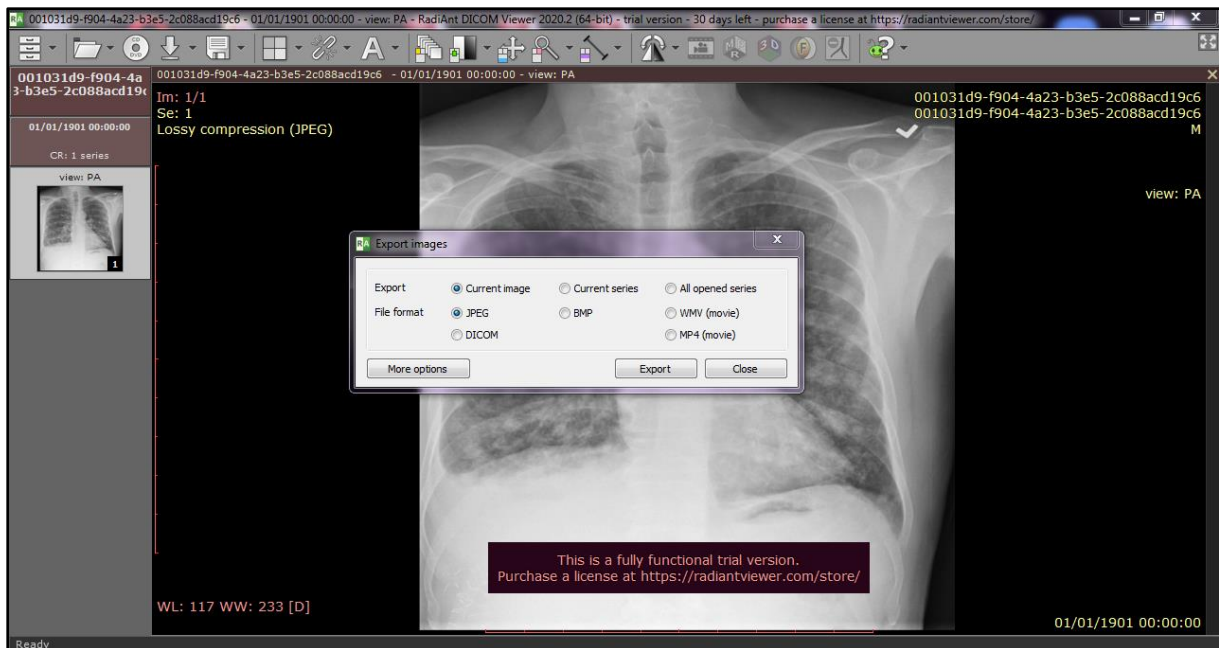 001031d9-f904-4a23-b3e5-2c088acd19c6 - 01/01/1901 00:00:00 - view: PA - RadiAnt DICOM Viewer 2020.2 (64-bit) - trial version - 30 days left - purchase a license at https://radiantviewer.com/store/
001031d9-f904-4a
3-b3e5-2c088acd19c
01/01/1901 00:00:00
CR: 1 series
view: PA
1
001031d9-f904-4a23-b3e5-2c088acd19c6 - 01/01/1901 00:00:00 - view: PA
Im: 1/1
Se: 1
Lossy compression (JPEG)
001031d9-f904-4a23-b3e5-2c088acd19c6
001031d9-f904-4a23-b3e5-2c088acd19c6
M
view: PA
RA Export images
Export Current image Current series All opened series
File format JPEG BMP WMV (movie)
DICOM MP4 (movie)
More options Export Close
This is a fully functional trial version.
Purchase a license at https://radiantviewer.com/store/
WL: 117 WW: 233 [D]
01/01/1901 00:00:00
Ready